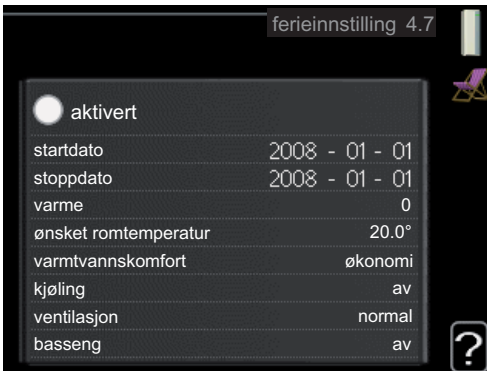 ferieinnstilling 4.7
aktivert
startdato 2008 - 01 - 01
stoppdato 2008 - 01 - 01
varme 0
ønsket romtemperatur 20.0°
varmtvannskomfort økonomi
kjøling av
ventilasjon normal
basseng av
?